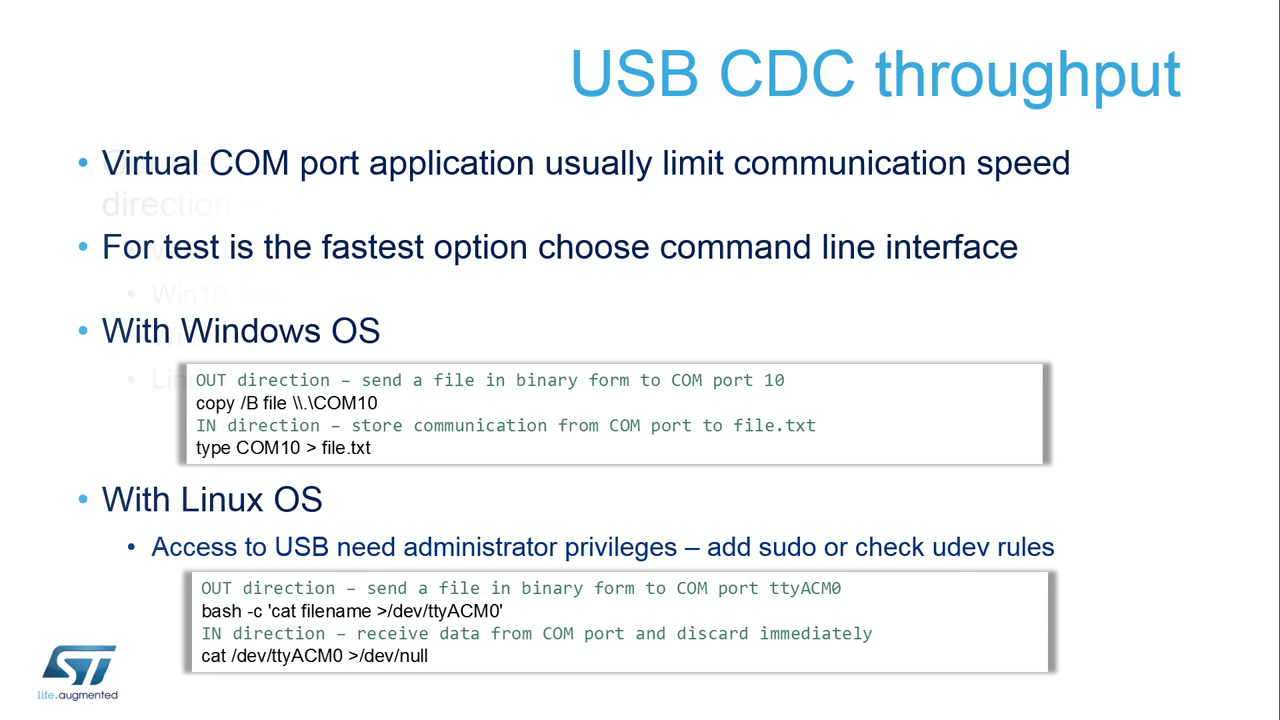 USB CDC throughput
• Virtual COM port application usually limit communication speed
direction –
• For test is the fastest option choose command line interface
• Win10,
• With Windows OS
OUT direction – send a file in binary form to COM port 10
copy /B file \\.\COM10
IN direction – store communication from COM port to file.txt
type COM10 > file.txt
• With Linux OS
• Access to USB need administrator privileges – add sudo or check udev rules
OUT direction – send a file in binary form to COM port ttyACM0
bash -c 'cat filename >/dev/ttyACM0'
IN direction – receive data from COM port and discard immediately
cat /dev/ttyACM0 >/dev/null
ST
life.augmented